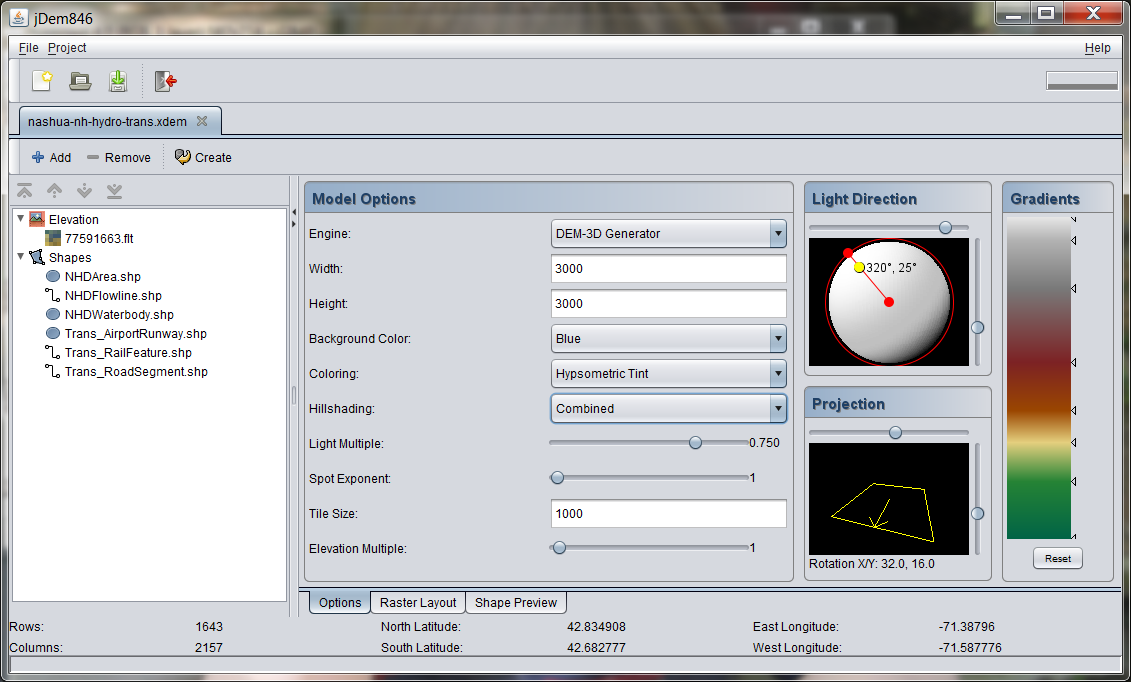 jDem846
File Project Help
nashua-nh-hydro-trans.xdem
Add Remove Create
Elevation
77591663.flt
Shapes
NHDArea.shp
NHDFlowline.shp
NHDWaterbody.shp
Trans_AirportRunway.shp
Trans_RailFeature.shp
Trans_RoadSegment.shp
Model Options
Engine: DEM-3D Generator
Width: 3000
Height: 3000
Background Color: Blue
Coloring: Hypsometric Tint
Hillshading: Combined
Light Multiple: 0.750
Spot Exponent: 1
Tile Size: 1000
Elevation Multiple: 1
Light Direction
320°, 25°
Projection
Rotation X/Y: 32.0, 16.0
Gradients
Reset
Options Raster Layout Shape Preview
Rows: 1643 North Latitude: 42.834908 East Longitude: -71.38796
Columns: 2157 South Latitude: 42.682777 West Longitude: -71.587776